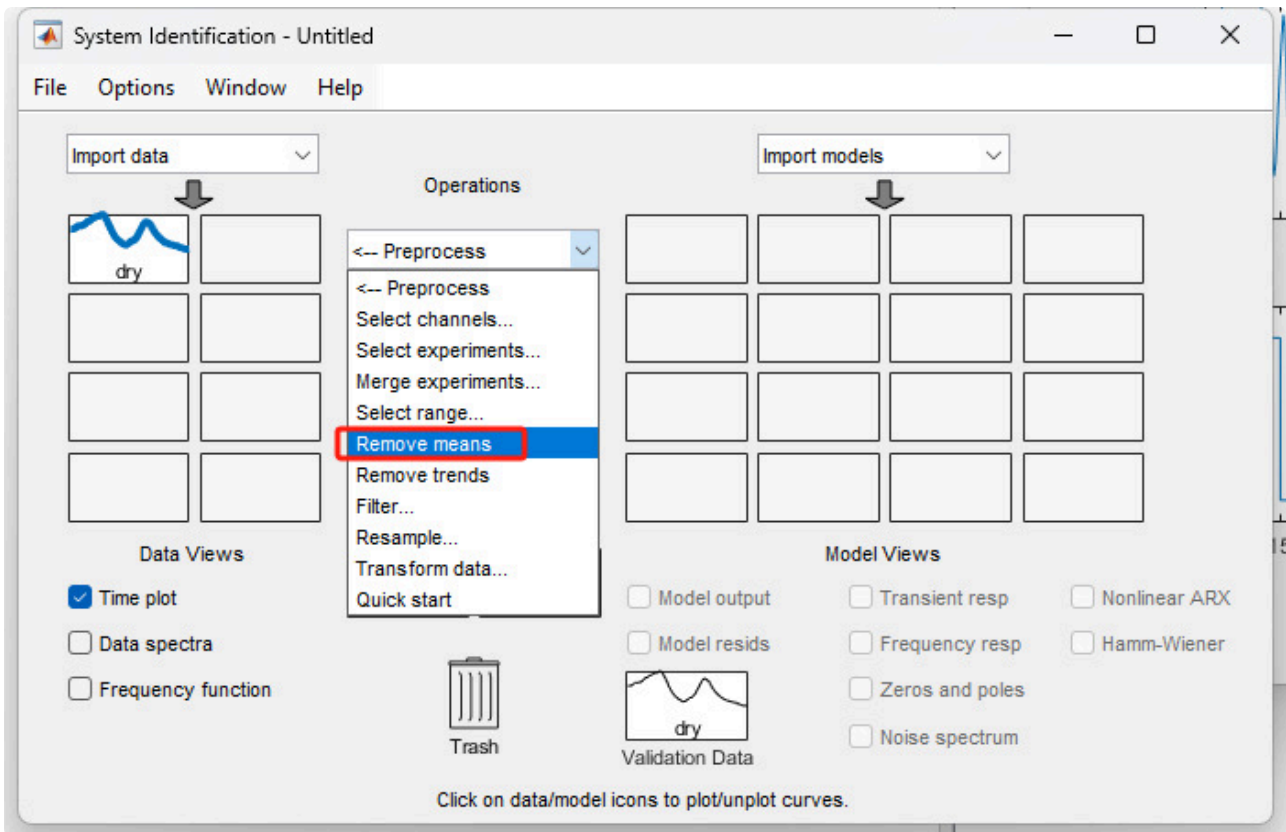 System Identification - Untitled
File Options Window Help
Import data
Import models
Operations
dry
<-- Preprocess
<-- Preprocess
Select channels...
Select experiments...
Merge experiments...
Select range...
Remove means
Remove trends
Filter...
Resample...
Transform data...
Quick start
Data Views
Time plot
Data spectra
Frequency function
Trash
Model Views
Model output
Transient resp
Nonlinear ARX
Model resids
Frequency resp
Hamm-Wiener
Zeros and poles
Noise spectrum
dry
Validation Data
Click on data/model icons to plot/unplot curves.